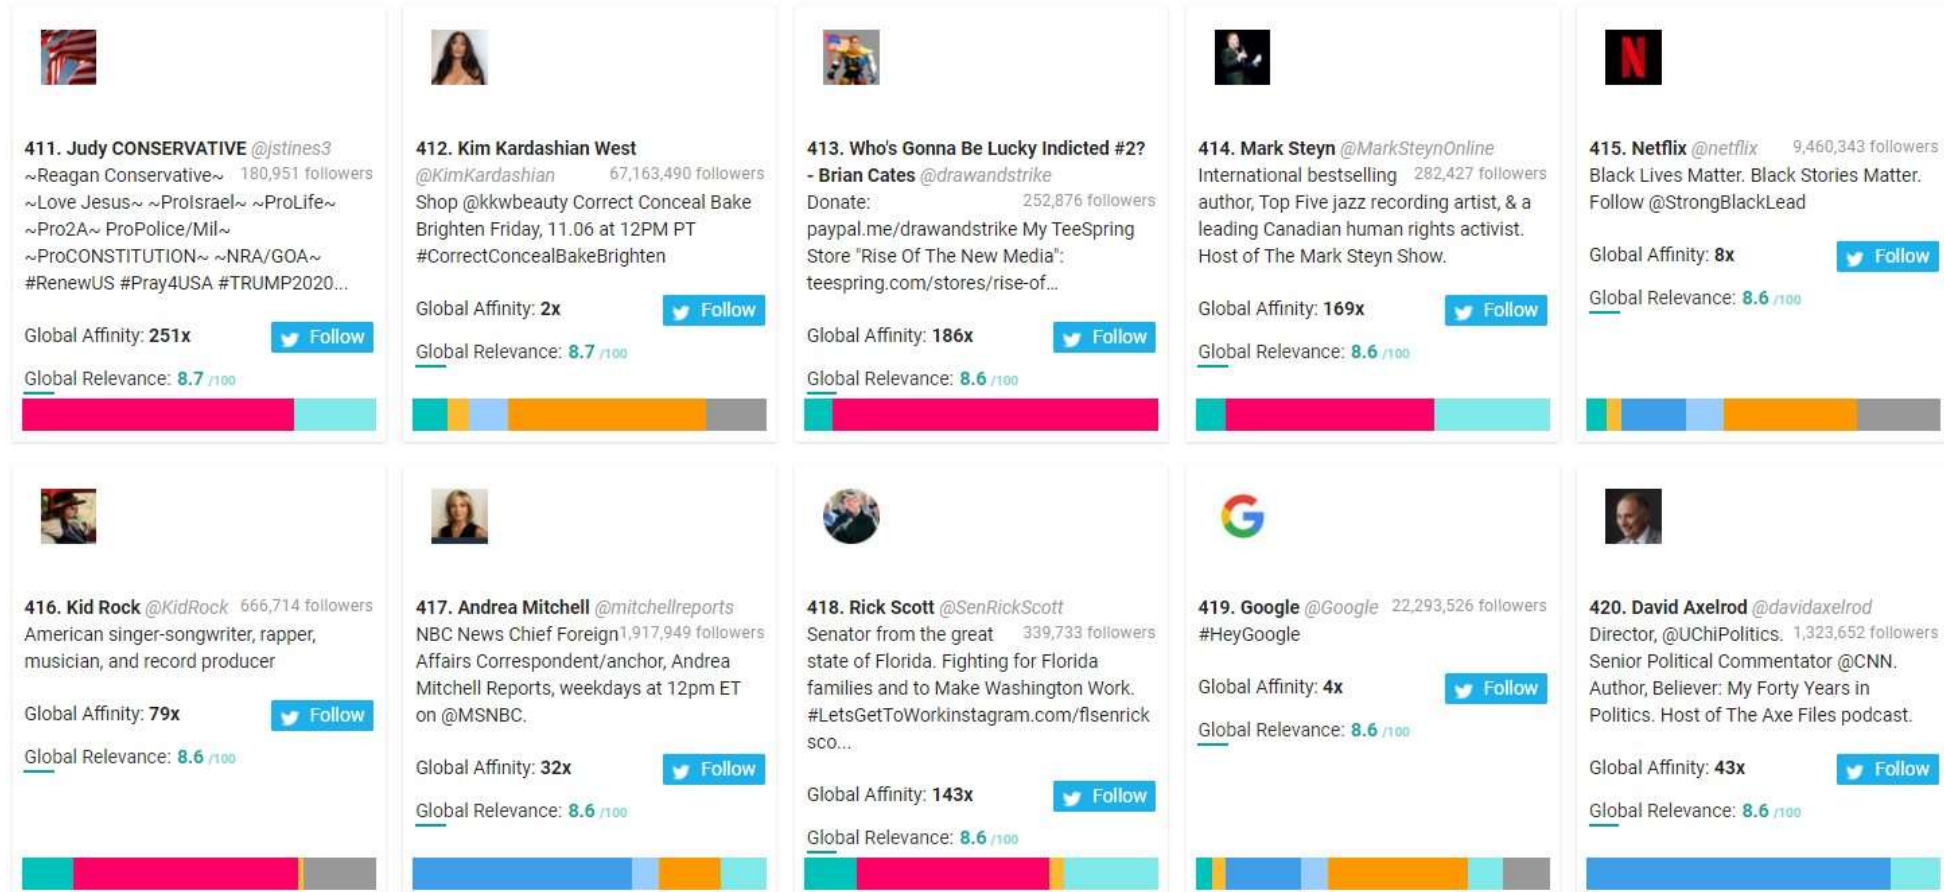 411. Judy CONSERVATIVE @jstines3
~Reagan Conservative~ 180,951 followers
~Love Jesus~ ~ProIsrael~ ~ProLife~
~Pro2A~ ProPolice/Mil~
~ProCONSTITUTION~ ~NRA/GOA~
#RenewUS #Pray4USA #TRUMP2020...
Global Affinity: 251x
Follow
Global Relevance: 8.7 /100
412. Kim Kardashian West
@KimKardashian 67,163,490 followers
Shop @kkwbeauty Correct Conceal Bake
Brighten Friday, 11.06 at 12PM PT
#CorrectConcealBakeBrighten
Global Affinity: 2x
Follow
Global Relevance: 8.7 /100
413. Who's Gonna Be Lucky Indicted #2?
- Brian Cates @drawandstrike
Donate: 252,876 followers
paypal.me/drawandstrike My TeeSpring
Store "Rise Of The New Media":
teespring.com/stores/rise-of...
Global Affinity: 186x
Follow
Global Relevance: 8.6 /100
414. Mark Steyn @MarkSteynOnline
International bestselling 282,427 followers
author, Top Five jazz recording artist, & a
leading Canadian human rights activist.
Host of The Mark Steyn Show.
Global Affinity: 169x
Follow
Global Relevance: 8.6 /100
N
415. Netflix @netflix 9,460,343 followers
Black Lives Matter. Black Stories Matter.
Follow @StrongBlackLead
Global Affinity: 8x
Follow
Global Relevance: 8.6 /100
416. Kid Rock @KidRock 666,714 followers
American singer-songwriter, rapper,
musician, and record producer
Global Affinity: 79x
Follow
Global Relevance: 8.6 /100
417. Andrea Mitchell @mitchellreports
NBC News Chief Foreign 1,917,949 followers
Affairs Correspondent/anchor, Andrea
Mitchell Reports, weekdays at 12pm ET
on @MSNBC.
Global Affinity: 32x
Follow
Global Relevance: 8.6 /100
418. Rick Scott @SenRickScott
Senator from the great 339,733 followers
state of Florida. Fighting for Florida
families and to Make Washington Work.
#LetsGetToWorkinstagram.com/flsenrick
sco...
Global Affinity: 143x
Follow
Global Relevance: 8.6 /100
G
419. Google @Google 22,293,526 followers
#HeyGoogle
Global Affinity: 4x
Follow
Global Relevance: 8.6 /100
420. David Axelrod @davidaxelrod
Director, @UChiPolitics. 1,323,652 followers
Senior Political Commentator @CNN.
Author, Believer: My Forty Years in
Politics. Host of The Axe Files podcast.
Global Affinity: 43x
Follow
Global Relevance: 8.6 /100